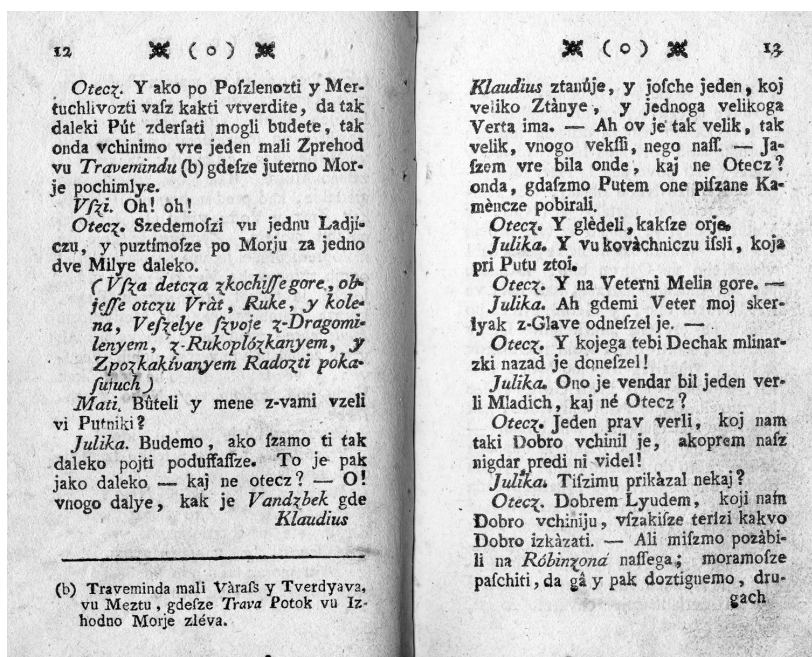 12 ( o )
Otecz. Y ako po Poſzlenozti y Mer-
tuchlivozti vaſz kakti vtverdite, da tak
daleki Pút zderſati mogli budete, tak
onda vchinimo vre jeden mali Zprehod
vu Travemindu (b) gdeſze juterno Mor-
je pochimlye.
Vſzi. Oh! oh!
Otecz. Szedemoſzi vu jednu Ladjí-
czu, y puztímoſze po Morju za jedno
dve Milye daleko.
(Vſza detcza zkochiſſe gore, ob-
jeſſe otczu Vràt, Ruke, y kole-
na, Veſzelye ſzvoje z-Dragomi-
lenyem, z-Rukoplózkanyem, y
Zpozkakivanyem Radozti poka-
ſujuch)
Mati. Bûteli y mene z-vami vzeli
vi Putniki?
Julika. Budemo, ako ſzamo ti tak
daleko pojti poduffaſſze. To je pak
jako daleko — kaj ne otecz? — O!
vnogo dalye, kak je Vandzbek gde
Klaudius
(b) Traveminda mali Vàraſs y Tverdyava,
vu Meztu, gdeſze Trava Potok vu Iz-
hodno Morje zléva.
( o ) 13
Klaudius ztanúje, y joſche jeden, koj
veliko Ztànye, y jednoga velikoga
Verta ima. — Ah ov je tak velik, tak
velik, vnogo vekſſi, nego naſſ. — Ja-
ſzem vre bila onde, kaj ne Otecz?
onda, gdaſzmo Putem one piſzane Ka-
mèncze pobirali.
Otecz. Y glèdeli, kakſze orje.
Julika. Y vu kovàchniczu iſsli, koja
pri Putu ztoi.
Otecz. Y na Veterni Melin gore. —
Julika. Ah gdemi Veter moj sker-
lyak z-Glave odneſzel je. —
Otecz. Y kojega tebi Dechak mlinar-
zki nazad je doneſzel!
Julika. Ono je vendar bil jeden ver-
li Mladich, kaj né Otecz?
Otecz. Jeden prav verli, koj nam
taki Dobro vchinil je, akoprem naſz
nigdar predi ni videl!
Julika. Tiſzimu prikàzal nekaj?
Otecz. Dobrem Lyudem, koji nam
Dobro vchiniju, vſzakiſze terſzi kakvo
Dobro izkàzati. — Ali miſzmo pozàbi-
li na Róbinzoná naſſega; moramoſze
paſchiti, da gâ y pak doztignemo, dru-
gach